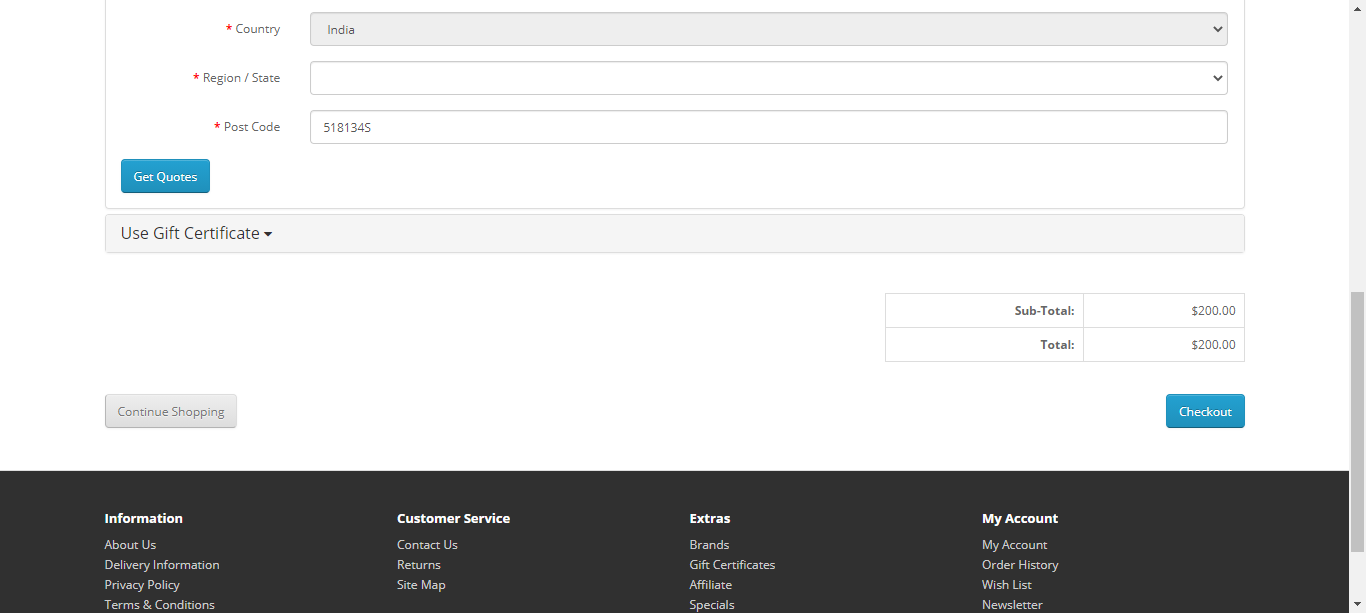 * Country
India
* Region / State
* Post Code
518134S
Get Quotes
Use Gift Certificate
Sub-Total: $200.00
Total: $200.00
Continue Shopping
Checkout
Information
About Us
Delivery Information
Privacy Policy
Terms & Conditions
Customer Service
Contact Us
Returns
Site Map
Extras
Brands
Gift Certificates
Affiliate
Specials
My Account
My Account
Order History
Wish List
Newsletter